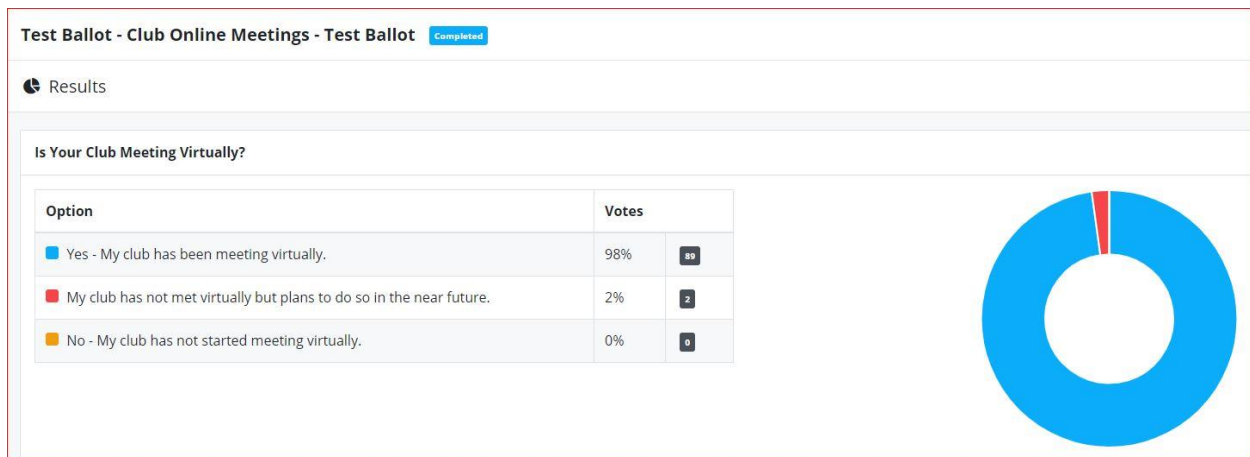 Test Ballot - Club Online Meetings - Test Ballot Completed
Results
Is Your Club Meeting Virtually?
Option Votes
Yes - My club has been meeting virtually. 98% 89
My club has not met virtually but plans to do so in the near future. 2% 2
No - My club has not started meeting virtually. 0% 0